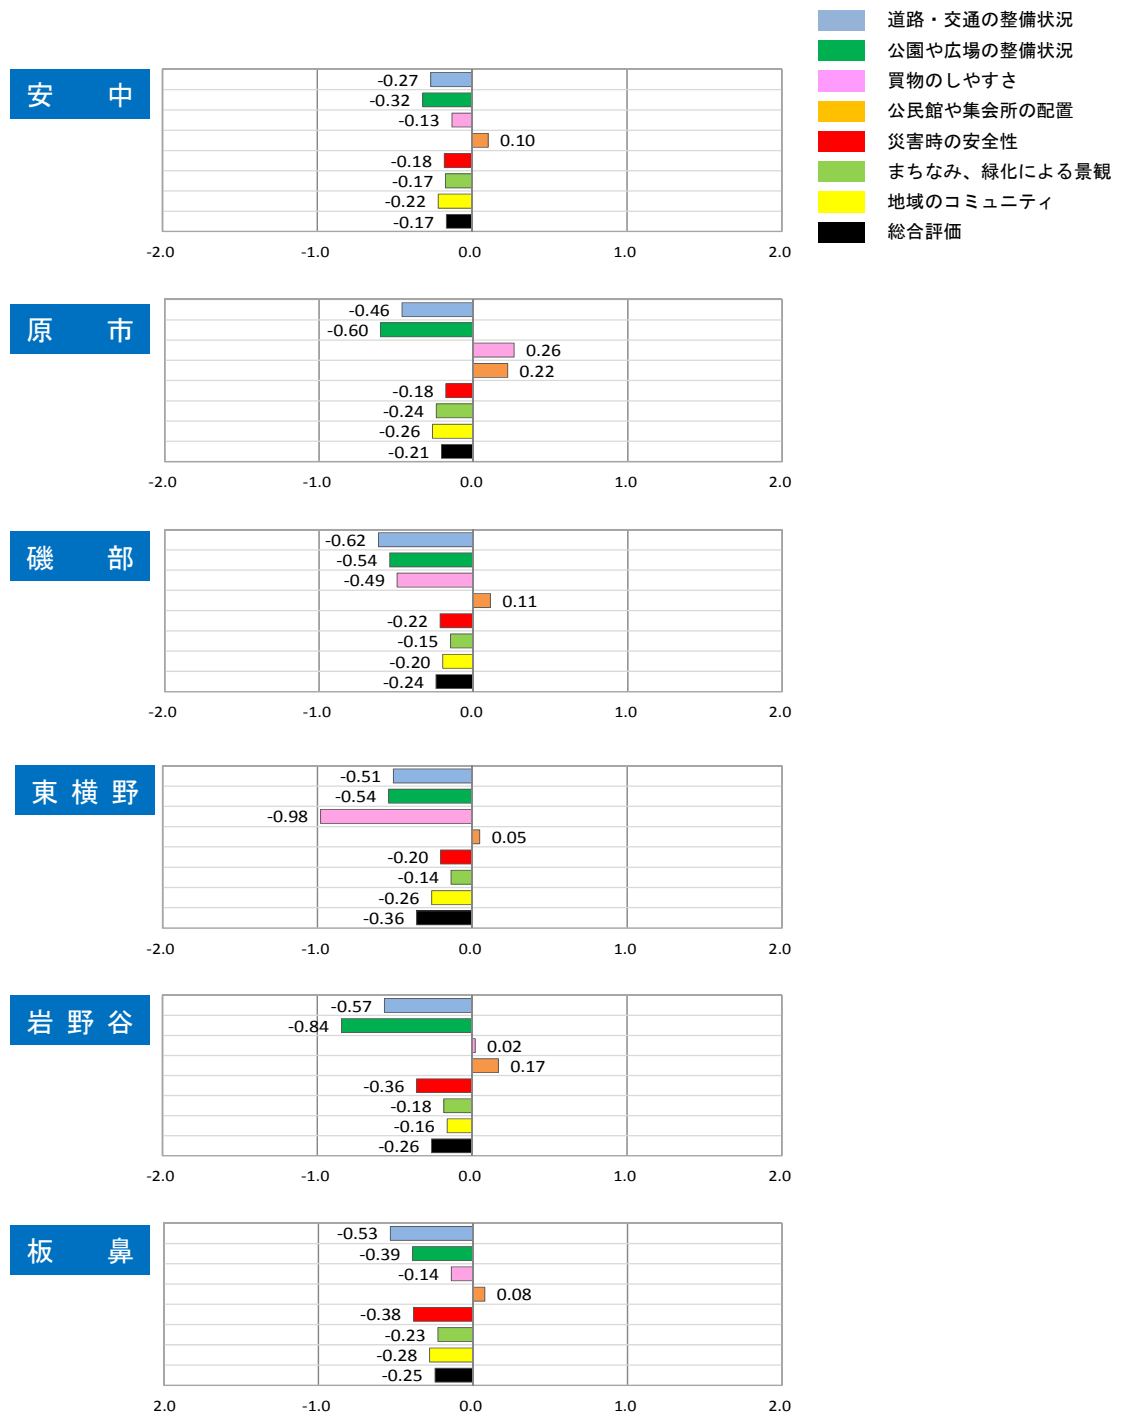 道路・交通の整備状況
公園や広場の整備状況
買物のしやすさ
公民館や集会所の配置
災害時の安全性
まちなみ、緑化による景観
地域のコミュニティ
総合評価
安 中
-0.27
-0.32
-0.13
0.10
-0.18
-0.17
-0.22
-0.17
-2.0 -1.0 0.0 1.0 2.0
原 市
-0.46
-0.60
0.26
0.22
-0.18
-0.24
-0.26
-0.21
-2.0 -1.0 0.0 1.0 2.0
磯 部
-0.62
-0.54
-0.49
0.11
-0.22
-0.15
-0.20
-0.24
-2.0 -1.0 0.0 1.0 2.0
東 横 野
-0.51
-0.54
-0.98
0.05
-0.20
-0.14
-0.26
-0.36
-2.0 -1.0 0.0 1.0 2.0
岩 野 谷
-0.57
-0.84
0.02
0.17
-0.36
-0.18
-0.16
-0.26
-2.0 -1.0 0.0 1.0 2.0
板 鼻
-0.53
-0.39
-0.14
0.08
-0.38
-0.23
-0.28
-0.25
2.0 -1.0 0.0 1.0 2.0